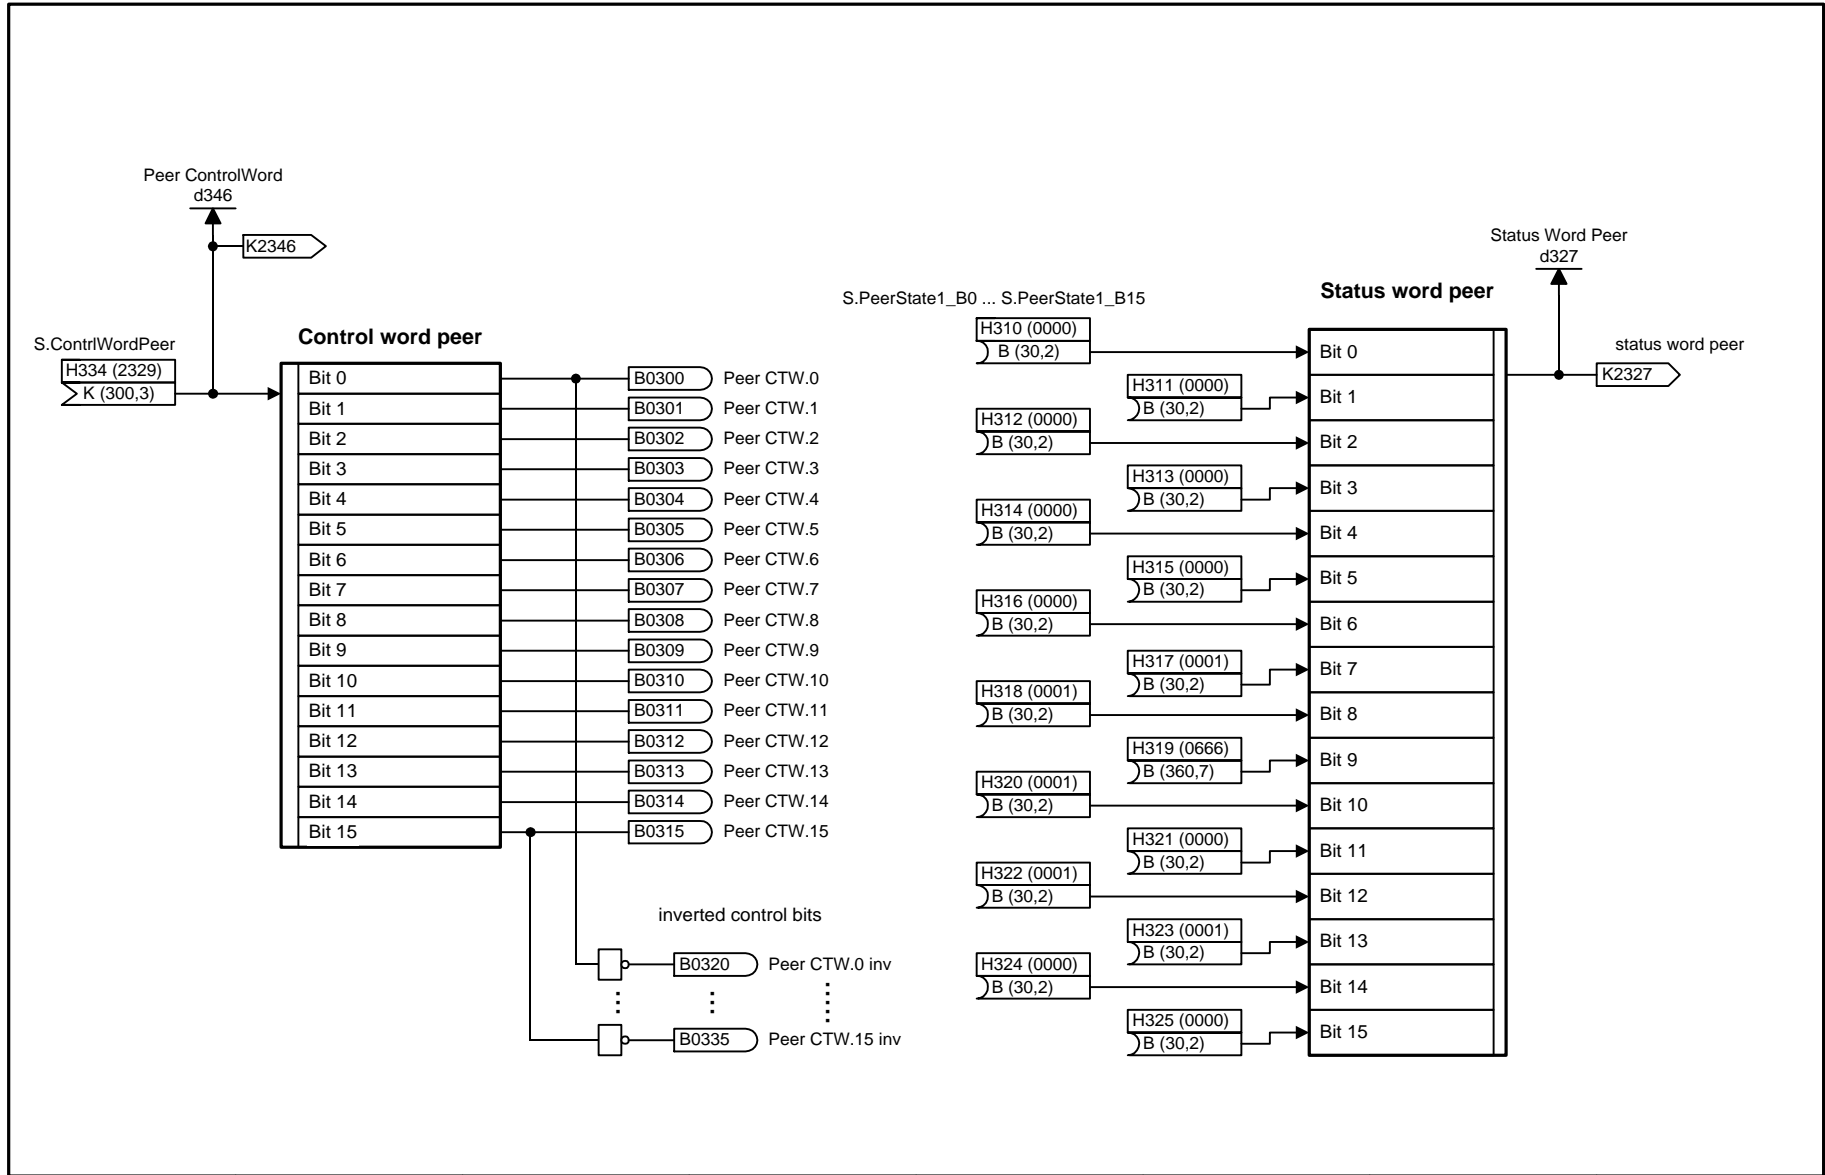 Peer ControlWord
d346
K2346
S.ContrlWordPeer
H334 (2329)
K (300,3)
Control word peer
Bit 0 B0300 Peer CTW.0
Bit 1 B0301 Peer CTW.1
Bit 2 B0302 Peer CTW.2
Bit 3 B0303 Peer CTW.3
Bit 4 B0304 Peer CTW.4
Bit 5 B0305 Peer CTW.5
Bit 6 B0306 Peer CTW.6
Bit 7 B0307 Peer CTW.7
Bit 8 B0308 Peer CTW.8
Bit 9 B0309 Peer CTW.9
Bit 10 B0310 Peer CTW.10
Bit 11 B0311 Peer CTW.11
Bit 12 B0312 Peer CTW.12
Bit 13 B0313 Peer CTW.13
Bit 14 B0314 Peer CTW.14
Bit 15 B0315 Peer CTW.15
inverted control bits
B0320 Peer CTW.0 inv
B0335 Peer CTW.15 inv
S.PeerState1_B0 ... S.PeerState1_B15
Status word peer
Status Word Peer
d327
status word peer
K2327
H310 (0000)
B (30,2) Bit 0
H311 (0000)
B (30,2) Bit 1
H312 (0000)
B (30,2) Bit 2
H313 (0000)
B (30,2) Bit 3
H314 (0000)
B (30,2) Bit 4
H315 (0000)
B (30,2) Bit 5
H316 (0000)
B (30,2) Bit 6
H317 (0001)
B (30,2) Bit 7
H318 (0001)
B (30,2) Bit 8
H319 (0666)
B (360,7) Bit 9
H320 (0001)
B (30,2) Bit 10
H321 (0000)
B (30,2) Bit 11
H322 (0001)
B (30,2) Bit 12
H323 (0001)
B (30,2) Bit 13
H324 (0000)
B (30,2) Bit 14
H325 (0000)
B (30,2) Bit 15